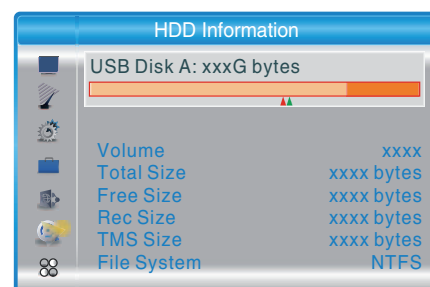 HDD Information
USB Disk A: xxxG bytes
Volume xxxx
Total Size xxxx bytes
Free Size xxxx bytes
Rec Size xxxx bytes
TMS Size xxxx bytes
File System NTFS